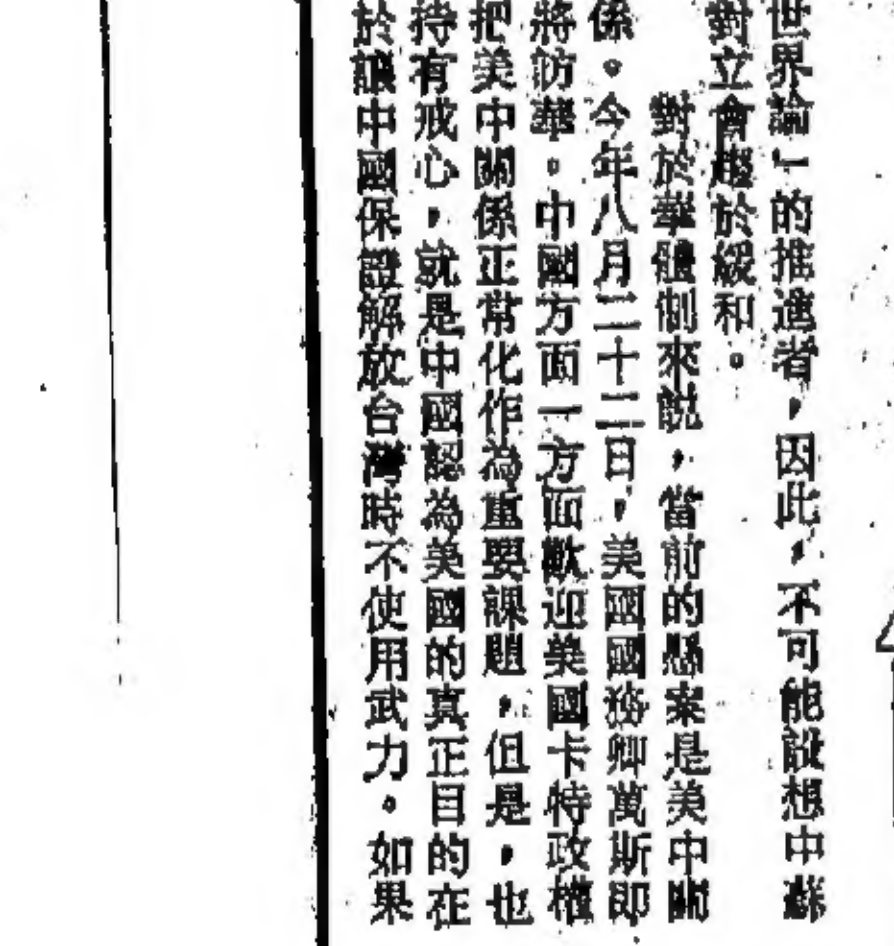 世界論」的推進者，因此，不可能設想中蘇
對立會趨於緩和。
對於華體制來說，當前的懸案是美中關
係。今年八月二十二日，美國國務卿萬斯即
將訪華。中國方面一方面歡迎美國卡特政權
把美中關係正常化作為重要課題，但是，也
持有戒心，就是中國認為美國的真正目的在
於讓中國保證解放台灣時不使用武力。如果